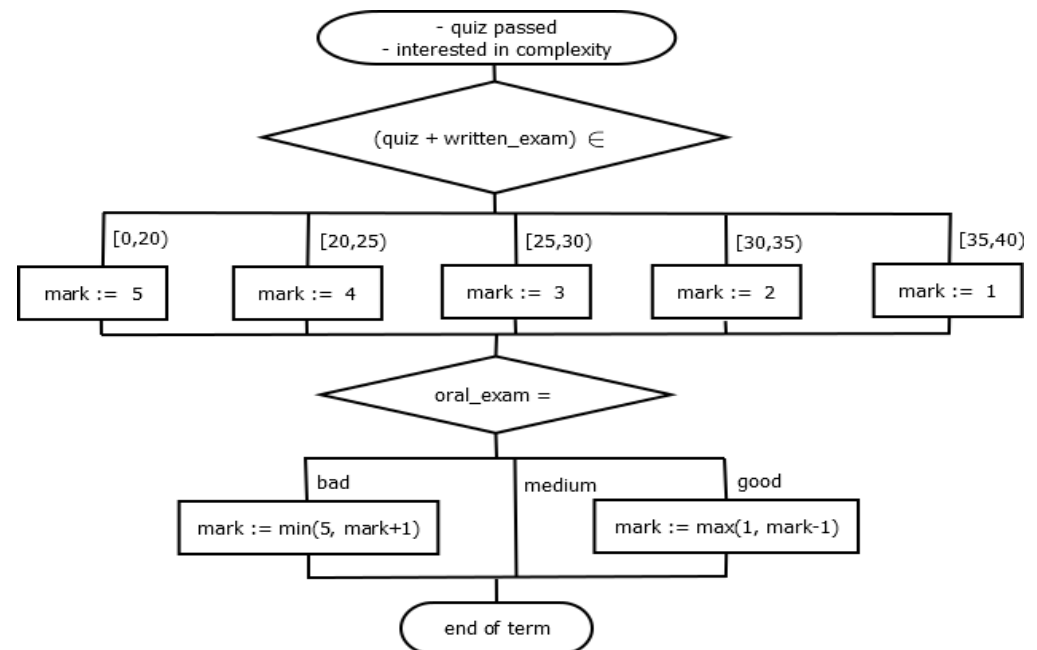 - quiz passed
- interested in complexity
(quiz + written_exam) ∈
[0,20)
[20,25)
[25,30)
[30,35)
[35,40)
mark := 5
mark := 4
mark := 3
mark := 2
mark := 1
oral_exam =
bad
medium
good
mark := min(5, mark+1)
mark := max(1, mark-1)
end of term